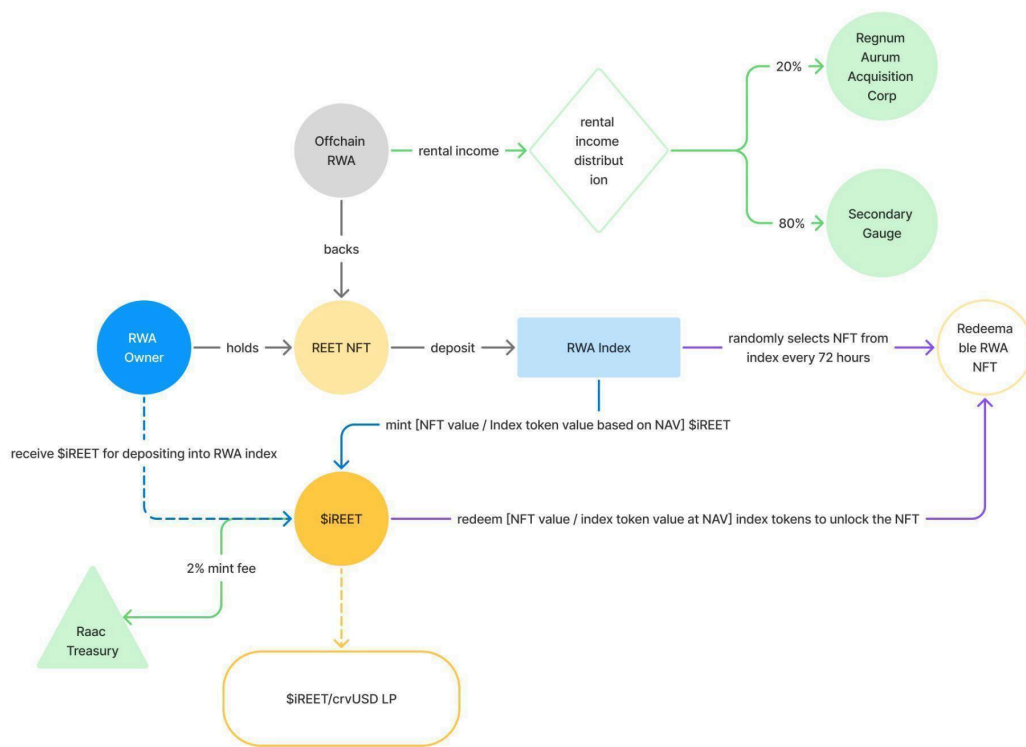 Regnum
Aurum
Acquisition
Corp
20%
Offchain
RWA
rental income
rental
income
distribut
ion
80%
Secondary
Gauge
backs
RWA
Owner
holds
REET NFT
deposit
RWA Index
randomly selects NFT from
index every 72 hours
Redeema
ble RWA
NFT
mint [NFT value / Index token value based on NAV] $iREET
receive $iREET for depositing into RWA index
$iREET
redeem [NFT value / index token value at NAV] index tokens to unlock the NFT
2% mint fee
Raac
Treasury
$iREET/crvUSD LP